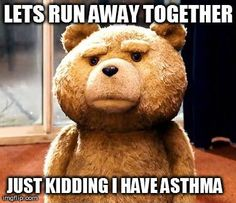 LETS RUN AWAY TOGETHER
JUST KIDDING I HAVE ASTHMA
imgflip.com